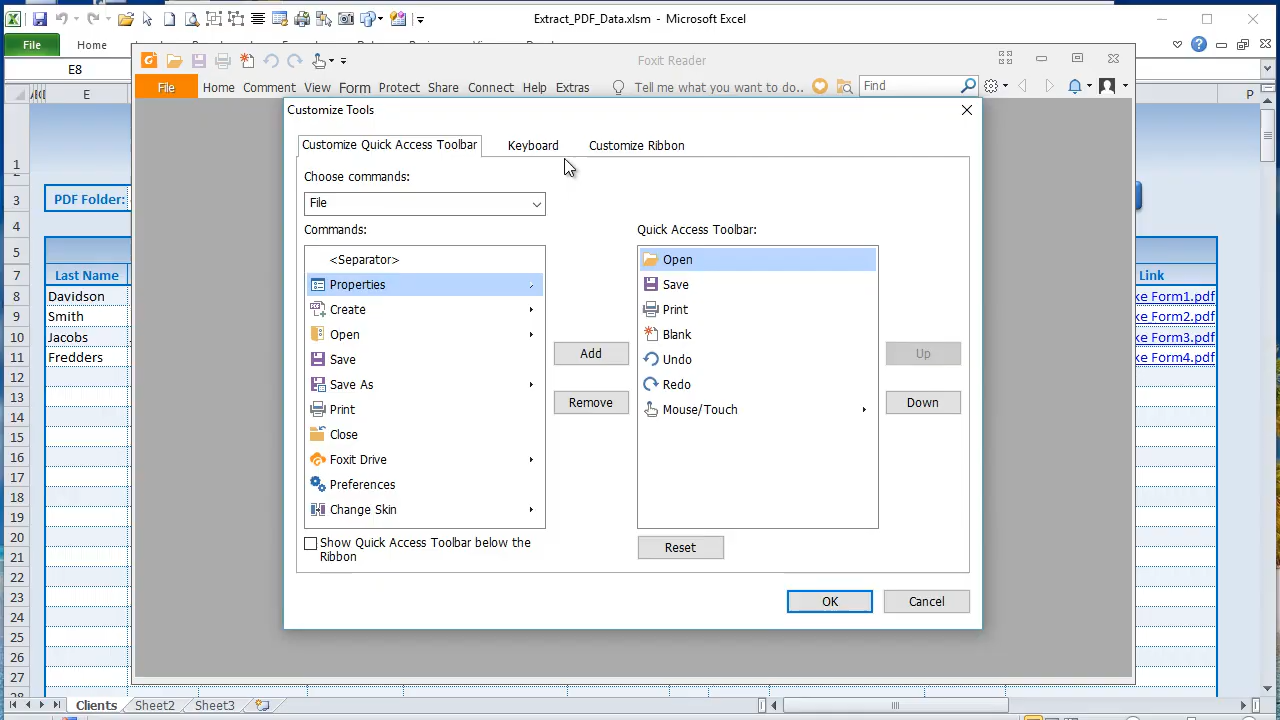 Extract_PDF_Data.xlsm - Microsoft Excel
File
Home
E8
Foxit Reader
File Home Comment View Form Protect Share Connect Help Extras Tell me what you want to do.. Find
E
P
Customize Tools
Customize Quick Access Toolbar Keyboard Customize Ribbon
Choose commands:
File
Commands:
<Separator>
Properties
Create
Open
Save
Save As
Print
Close
Foxit Drive
Preferences
Change Skin
Show Quick Access Toolbar below the
Ribbon
Add
Remove
Quick Access Toolbar:
Open
Save
Print
Blank
Undo
Redo
Mouse/Touch
Reset
Up
Down
OK
Cancel
1
2
3
4
5
7
8
9
10
11
12
13
14
15
16
17
18
19
20
21
22
23
24
25
26
27
28
PDF Folder:
Last Name
Davidson
Smith
Jacobs
Fredders
Link
ke Form1.pdf
ke Form2.pdf
ke Form3.pdf
ke Form4.pdf
Clients Sheet2 Sheet3